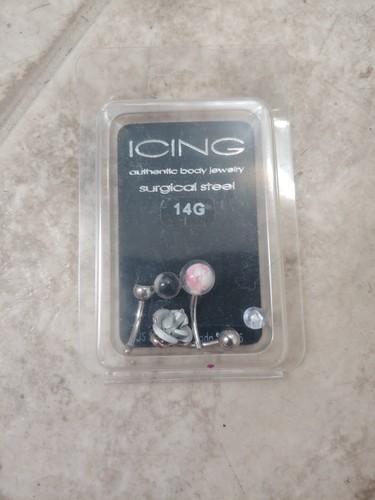 ICING
authentic body jewelry
surgical steel
14G